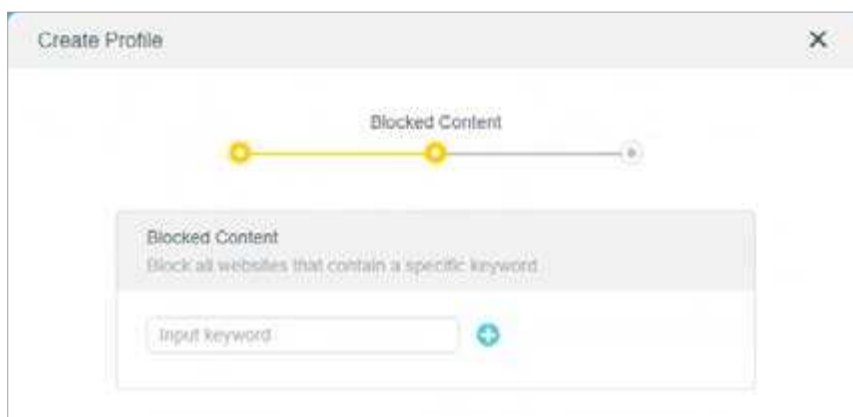 Create Profile
Blocked Content
Blocked Content
Block all websites that contain a specific keyword
Input keyword